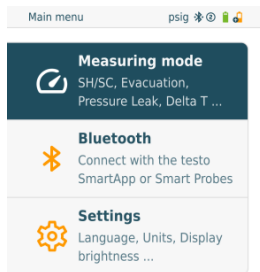 Main menu psig
Measuring mode
SH/SC, Evacuation,
Pressure Leak, Delta T ...
Bluetooth
Connect with the testo
SmartApp or Smart Probes
Settings
Language, Units, Display
brightness ...